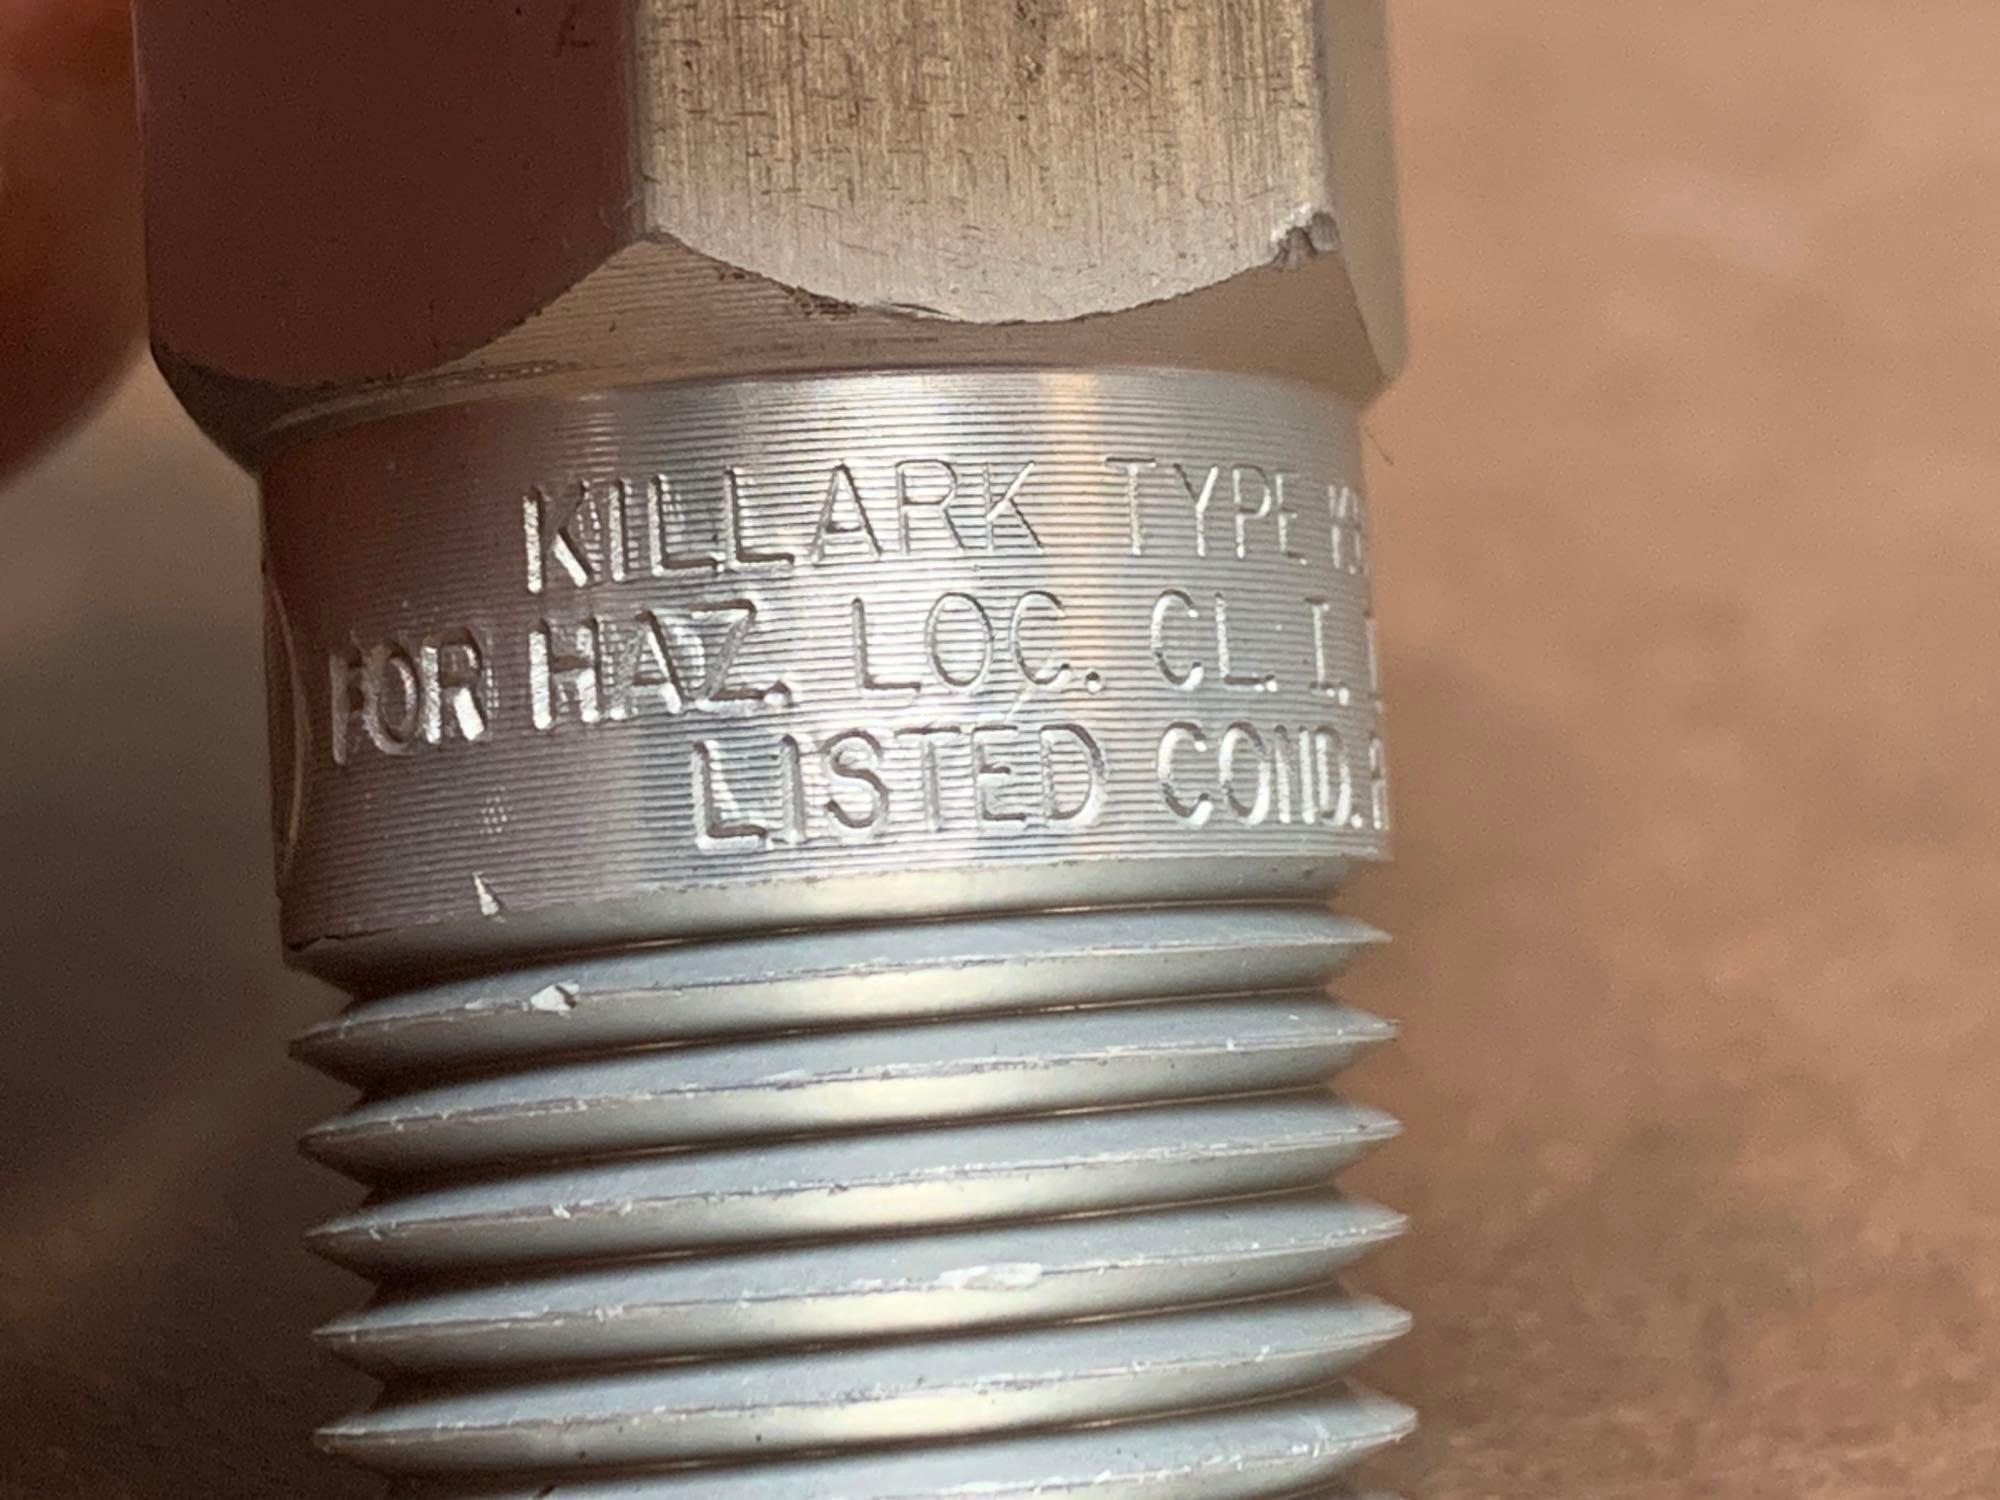 KILLARK TYPE
FOR HAZ. LOC. CL. I.
LISTED COND.